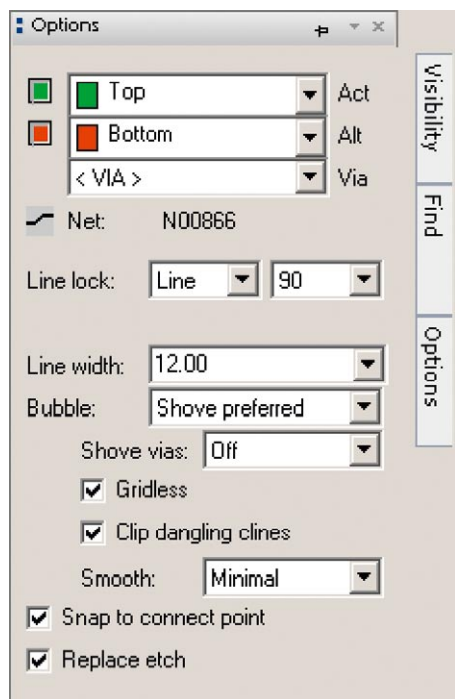 Options
Top Act
Bottom Alt
< VIA > Via
Net: N00866
Line lock: Line 90
Line width: 12.00
Bubble: Shove preferred
Shove vias: Off
Gridless
Clip dangling clines
Smooth: Minimal
Snap to connect point
Replace etch
Visibility
Find
Options